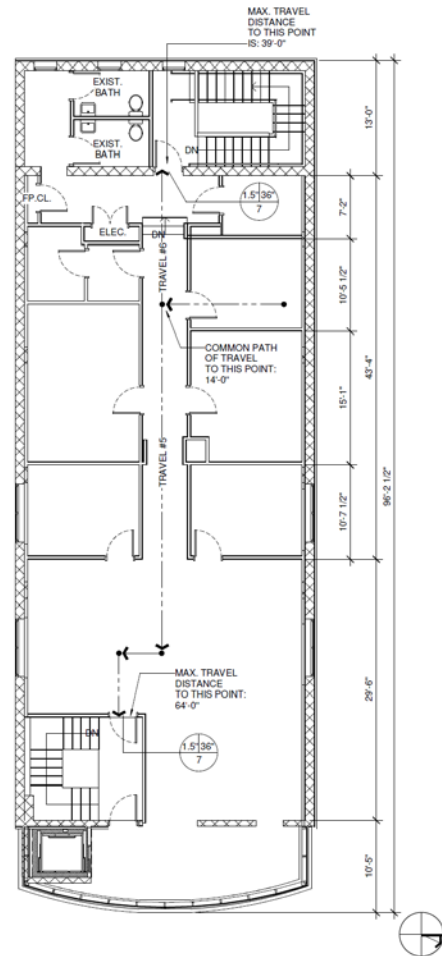 MAX. TRAVEL
DISTANCE
TO THIS POINT
IS: 39'-0"
EXIST.
BATH
EXIST.
BATH
DN
13'-0"
FP.CL.
ELEC.
DN
1.5" 36"
7
7'-2"
TRAVEL #6
10'-5 1/2"
COMMON PATH
OF TRAVEL
TO THIS POINT:
14'-0"
43'-4"
15'-1"
TRAVEL #5
96'-2 1/2"
10'-7 1/2"
MAX. TRAVEL
DISTANCE
TO THIS POINT:
64'-0"
29'-6"
DN
1.5" 36"
7
10'-5"